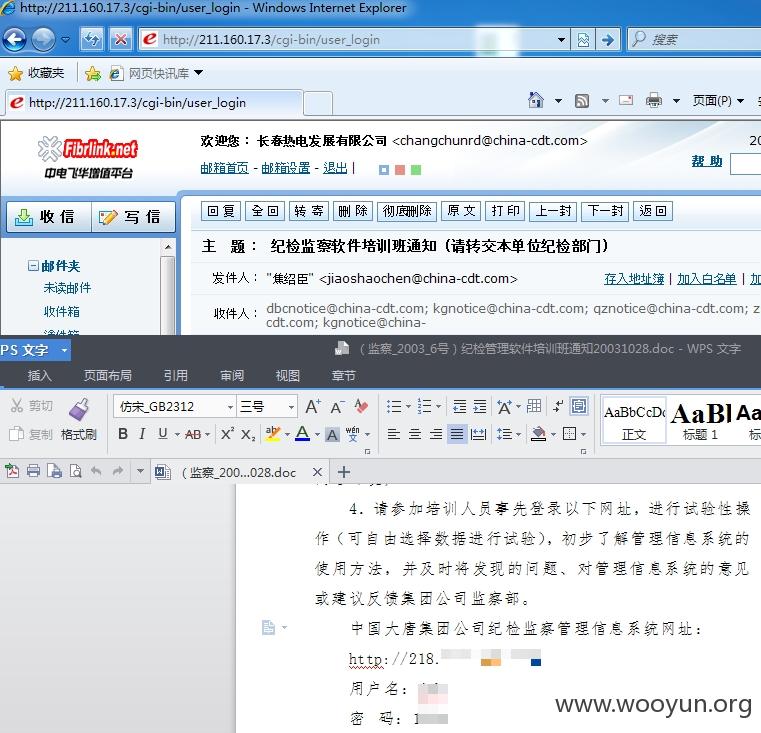 http://211.160.17.3/cgi-bin/user_login - Windows Internet Explorer
http://211.160.17.3/cgi-bin/user_login
搜索
收藏夹
网页快讯库
http://211.160.17.3/cgi-bin/user_login
页面(P)
Fibrlink.net
中电飞华增值平台
欢迎您： 长春热电发展有限公司 <changchunrd@china-cdt.com>
20
邮箱首页 - 邮箱设置 - 退出 |
帮 助
收 信
写 信
回 复
全 回
转 寄
删 除
彻底删除
原 文
打 印
上一封
下一封
返 回
邮件夹
未读邮件
收件箱
主 题： 纪检监察软件培训班通知（请转交本单位纪检部门）
发件人： "焦绍臣" <jiaoshaochen@china-cdt.com>
存入地址簿 | 加入白名单 | 加
收件人： dbcnotice@china-cdt.com; kgnotice@china-cdt.com; qznotice@china-cdt.com; z
cdt.com; kgnotice@china-
PS 文字
（监察_2003_6号）纪检管理软件培训班通知20031028.doc - WPS 文字
插入
页面布局
引用
审阅
视图
章节
剪切
复制
格式刷
仿宋_GB2312
三号
AaBbCcDc
正文
AaBl
标题 1
（监察_200...028.doc
4．请参加培训人员事先登录以下网址，进行试验性操
作（可自由选择数据进行试验），初步了解管理信息系统的
使用方法，并及时将发现的问题、对管理信息系统的意见
或建议反馈集团公司监察部。
中国大唐集团公司纪检监察管理信息系统网址：
http://218.
用户名：
密 码：1
www.wooyun.org